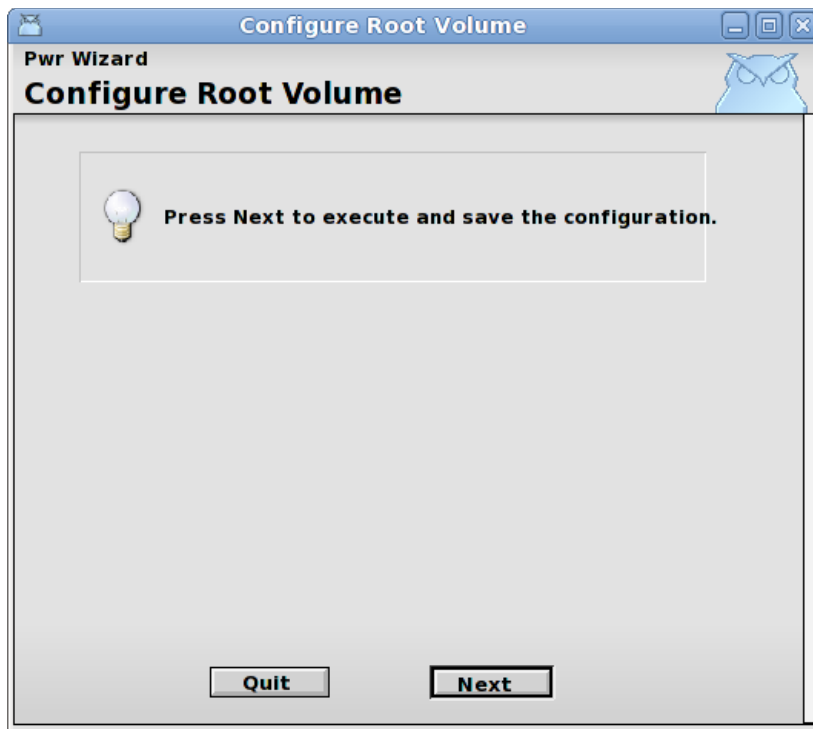 Configure Root Volume
Pwr Wizard
Configure Root Volume
Press Next to execute and save the configuration.
Quit
Next